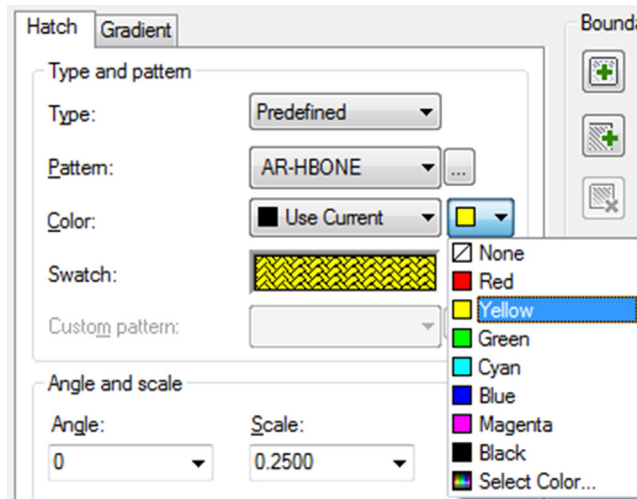 Hatch Gradient
Bounda
Type and pattern
Type: Predefined
Pattern: AR-HBONE ...
Color: Use Current
Swatch:
Custom pattern:
None
Red
Yellow
Green
Cyan
Blue
Magenta
Black
Select Color...
Angle and scale
Angle: Scale:
0 0.2500